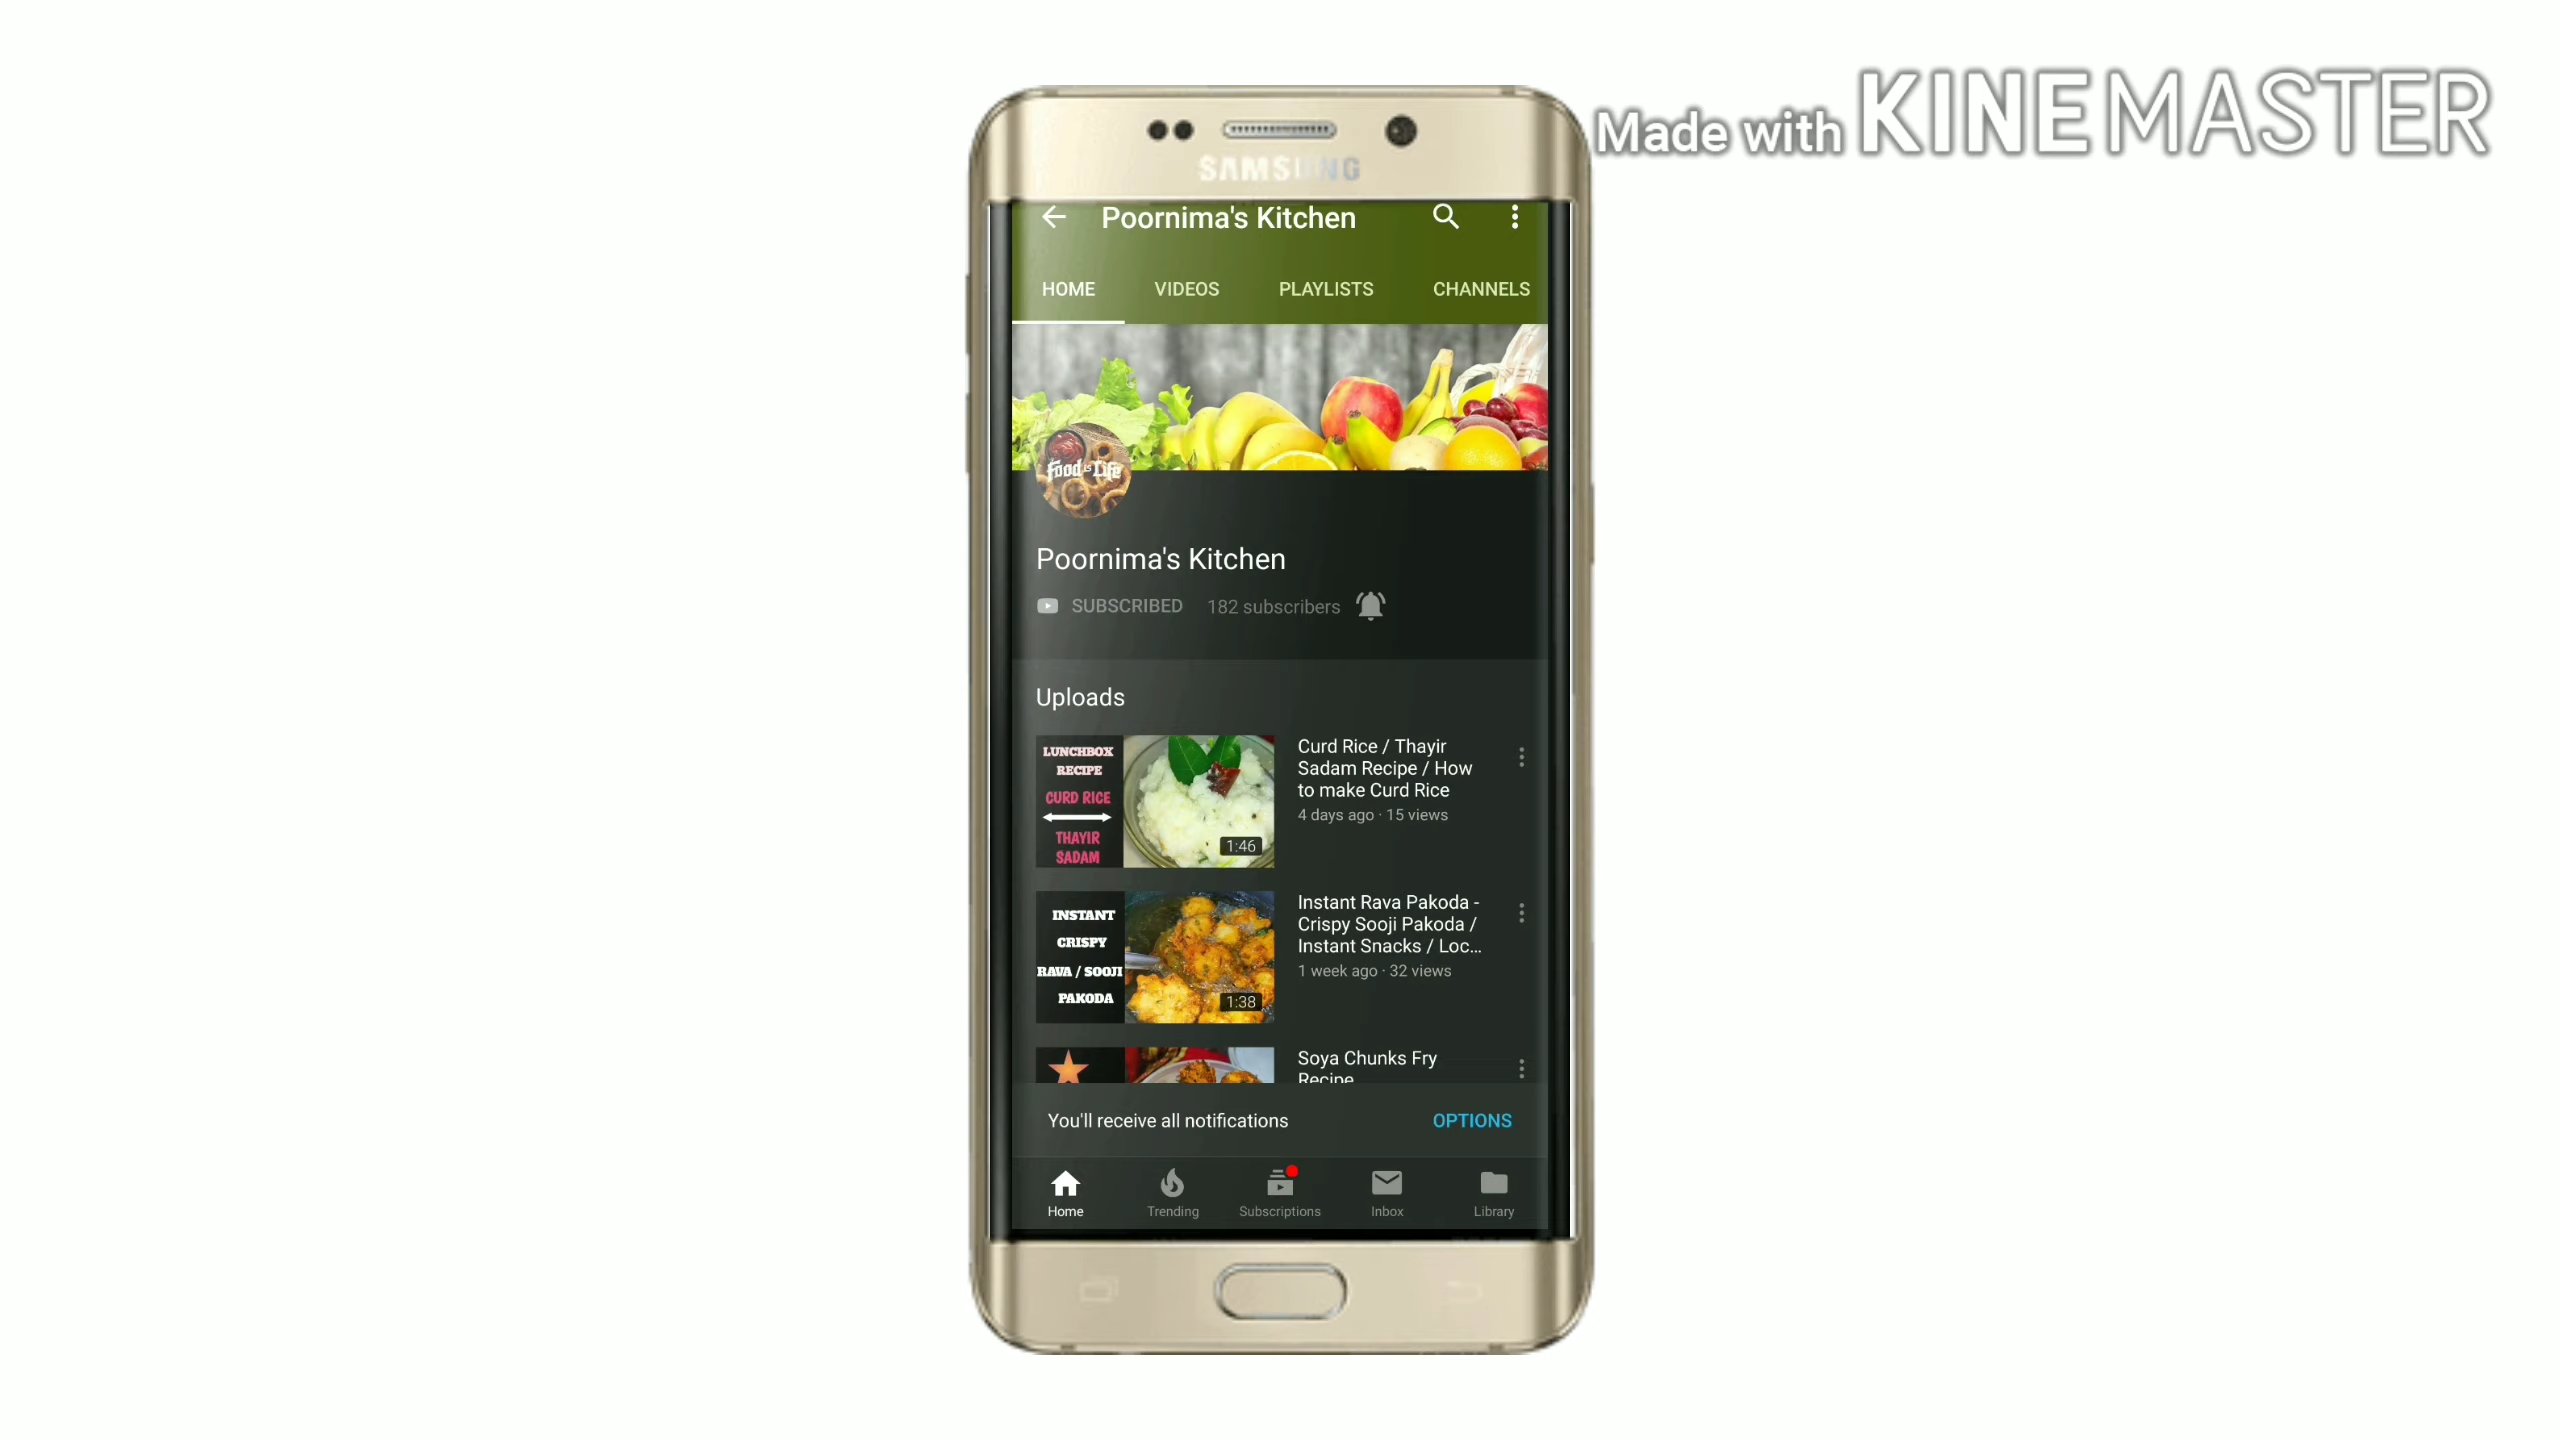 Made with KINEMASTER
SAMSUNG
Poornima's Kitchen
HOME VIDEOS PLAYLISTS CHANNELS
Food is Life
Poornima's Kitchen
SUBSCRIBED 182 subscribers
Uploads
LUNCHBOX
RECIPE
CURD RICE
THAYIR
SADAM
1:46
Curd Rice / Thayir
Sadam Recipe / How
to make Curd Rice
4 days ago · 15 views
INSTANT
CRISPY
RAVA / SOOJI
PAKODA
1:38
Instant Rava Pakoda -
Crispy Sooji Pakoda /
Instant Snacks / Loc...
1 week ago · 32 views
Soya Chunks Fry
Recipe
You'll receive all notifications OPTIONS
Home Trending Subscriptions Inbox Library